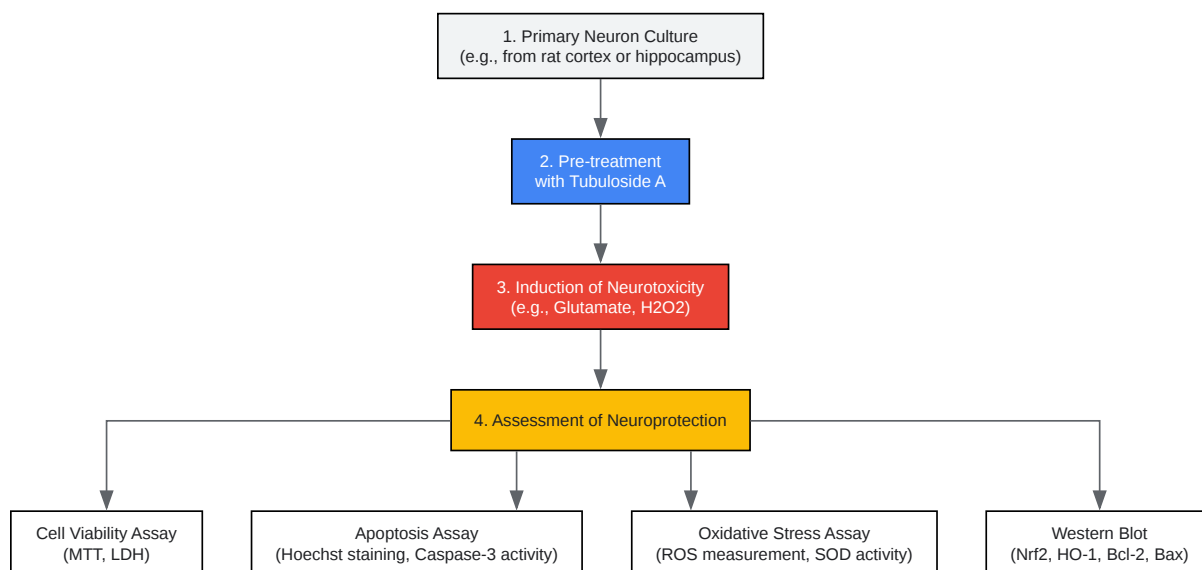 1. Primary Neuron Culture
(e.g., from rat cortex or hippocampus)
2. Pre-treatment
with Tubuloside A
3. Induction of Neurotoxicity
(e.g., Glutamate, H2O2)
4. Assessment of Neuroprotection
Cell Viability Assay
(MTT, LDH)
Apoptosis Assay
(Hoechst staining, Caspase-3 activity)
Oxidative Stress Assay
(ROS measurement, SOD activity)
Western Blot
(Nrf2, HO-1, Bcl-2, Bax)